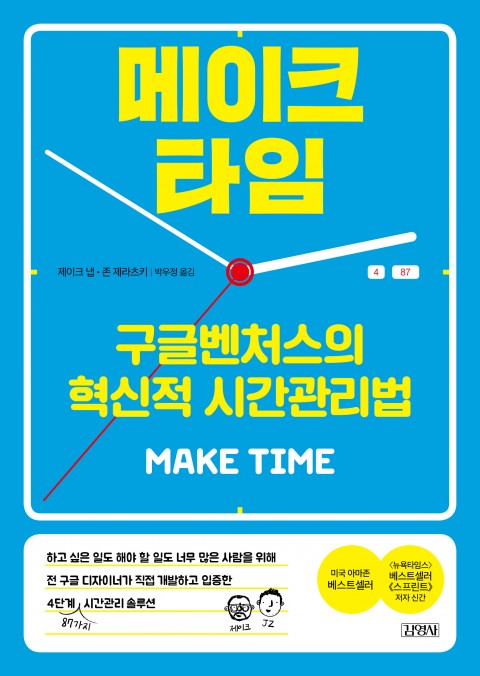 메이크
타임
제이크 냅 · 존 제라츠키 | 박우정 옮김
4 87
구글벤처스의
혁신적 시간관리법
MAKE TIME
하고 싶은 일도 해야 할 일도 너무 많은 사람을 위해
전 구글 디자이너가 직접 개발하고 입증한
4단계 시간관리 솔루션
87가지
제이크
JZ
미국 아마존
베스트셀러
〈뉴욕타임스〉
베스트셀러
《스프린트》
저자 신간
김영사